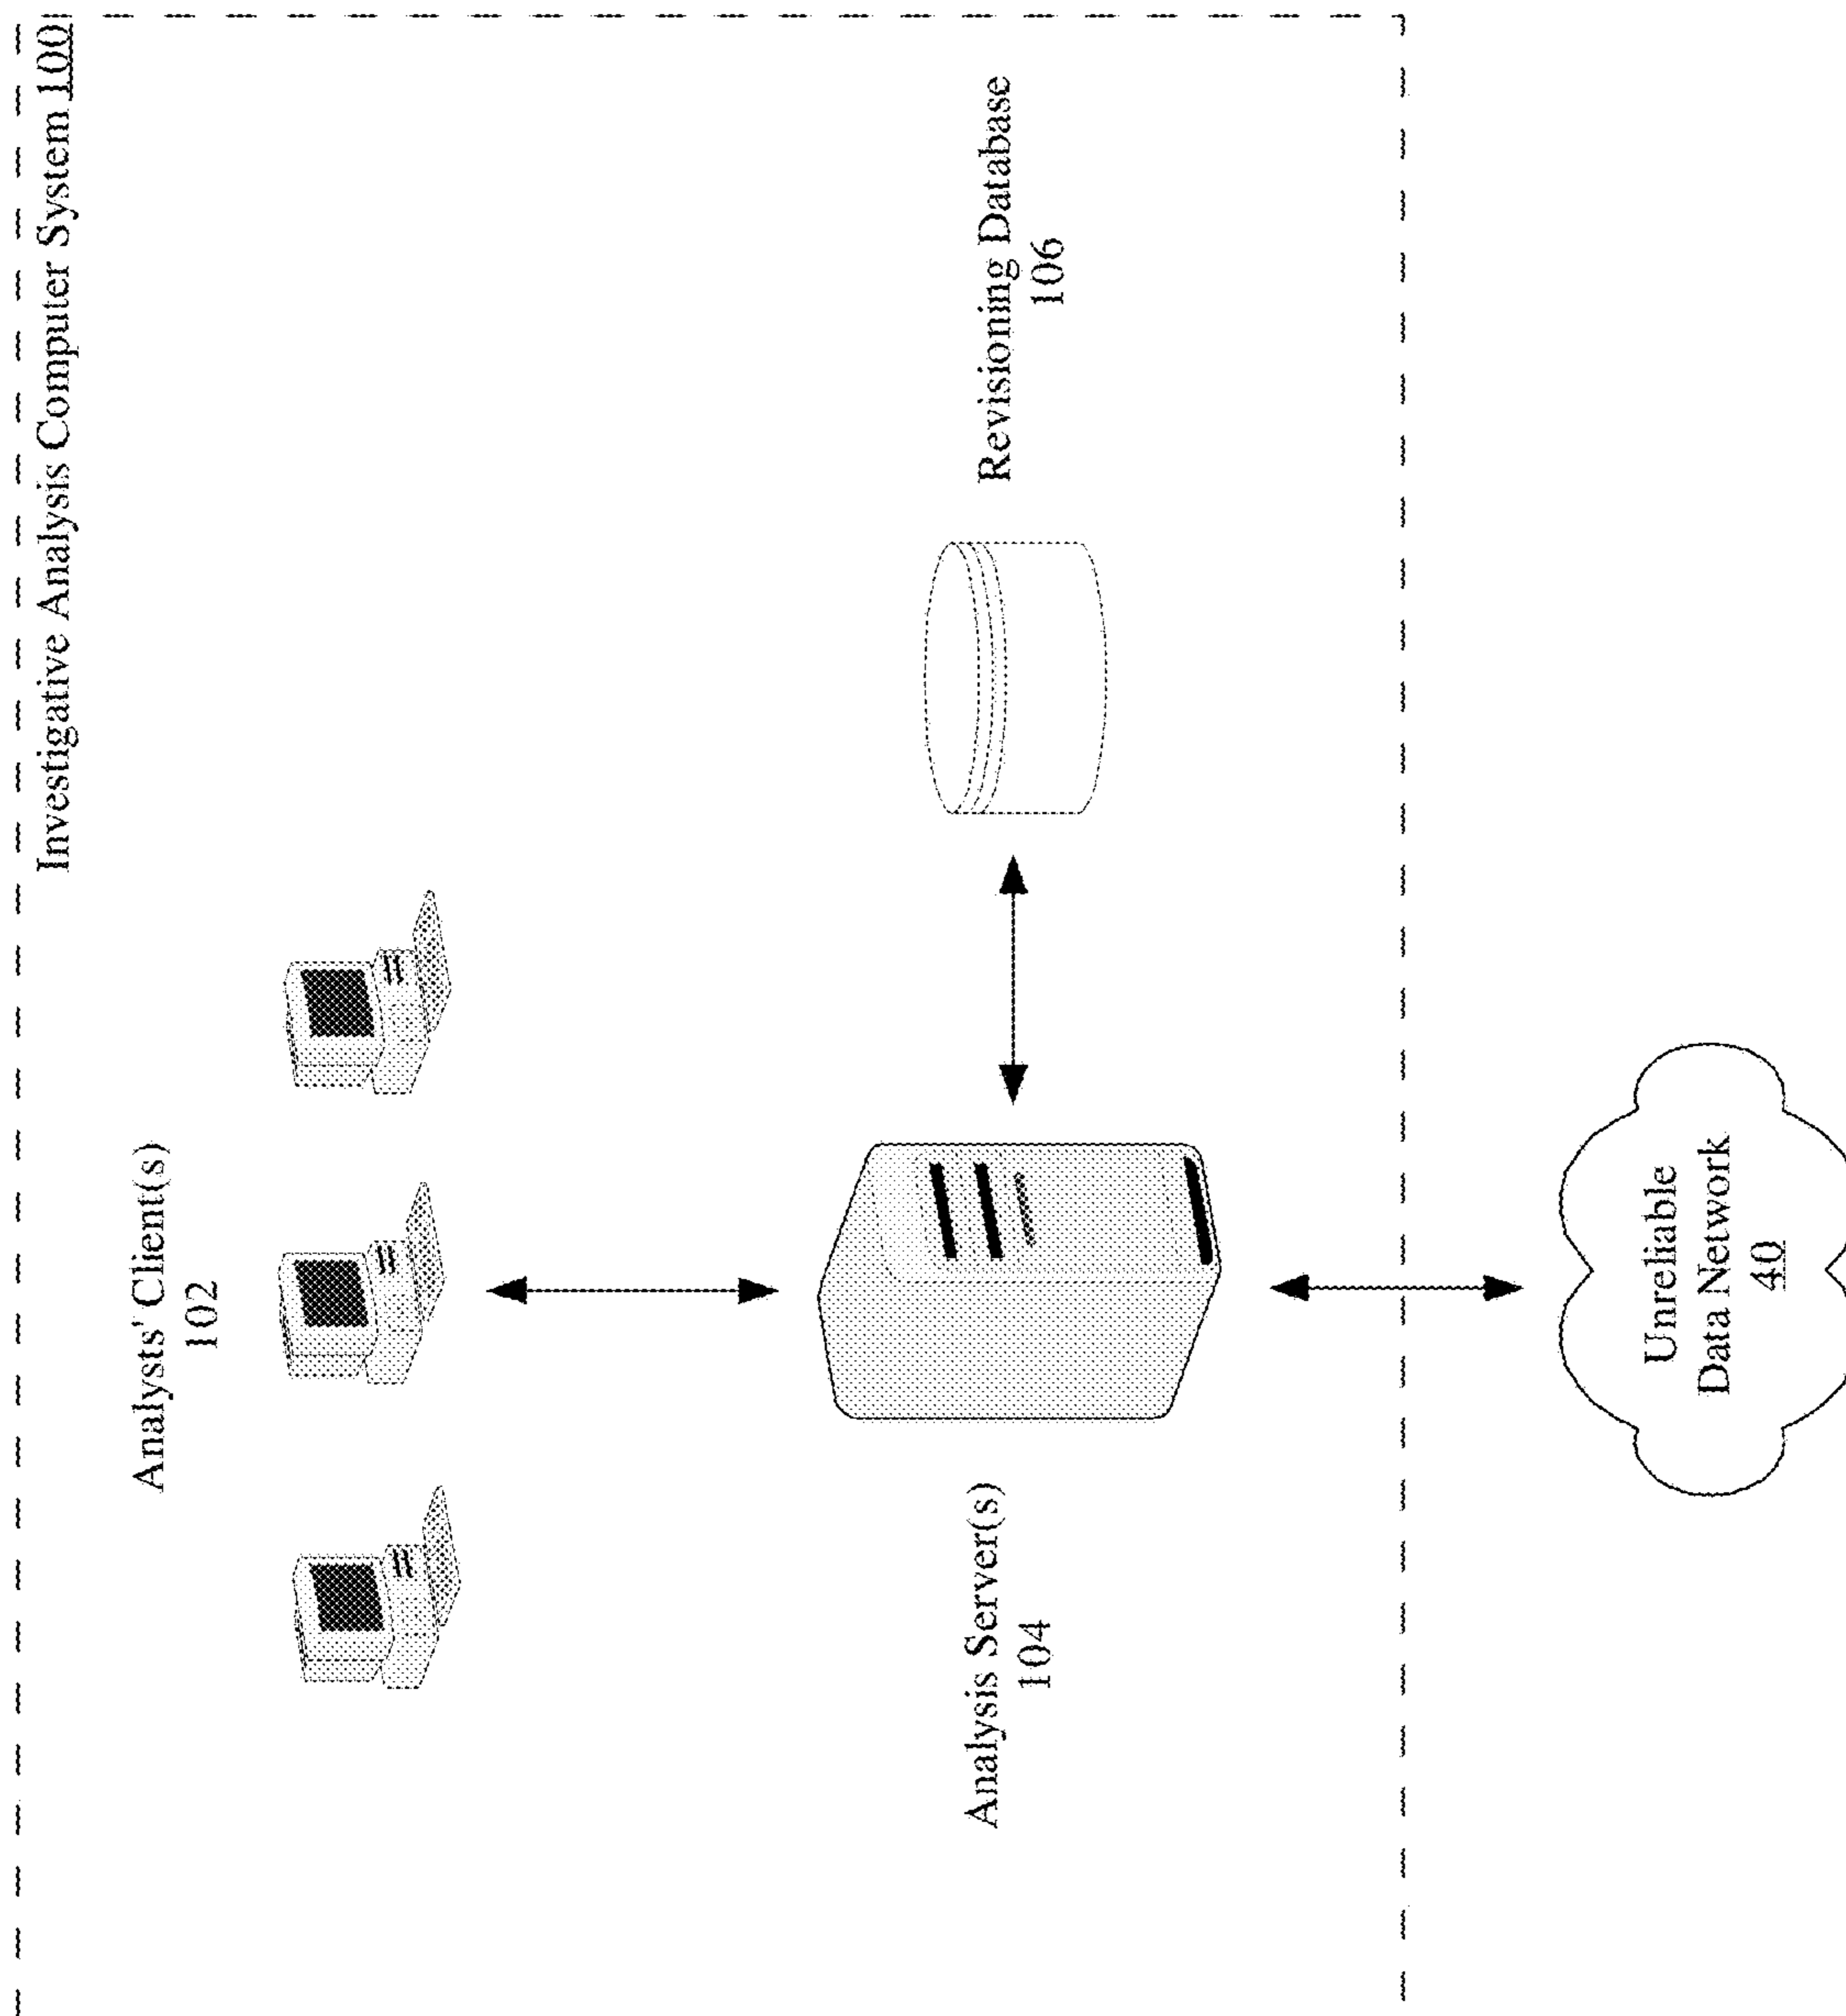 Investigative Analysis Computer System 100
Analysts' Client(s)
102
Revisioning Database
106
Analysis Server(s)
104
Unreliable
Data Network
40